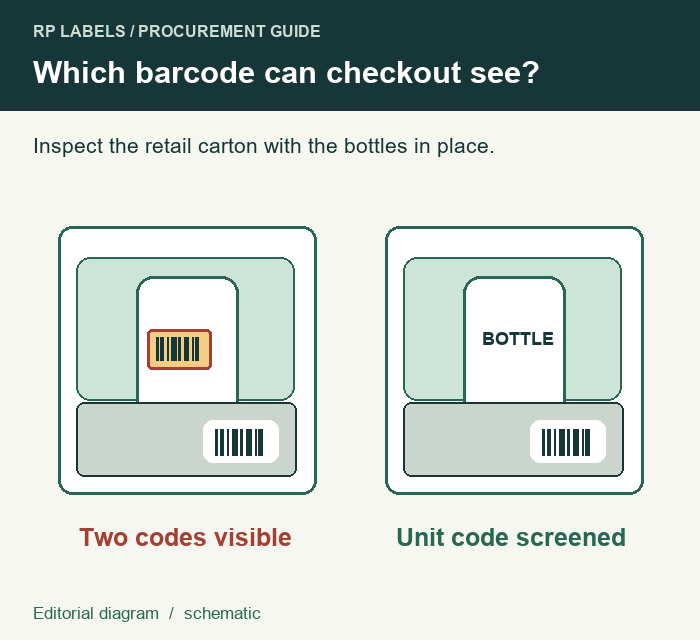 RP LABELS / PROCUREMENT GUIDE
Which barcode can checkout see?
Inspect the retail carton with the bottles in place.
BOTTLE
Two codes visible
Unit code screened
Editorial diagram / schematic